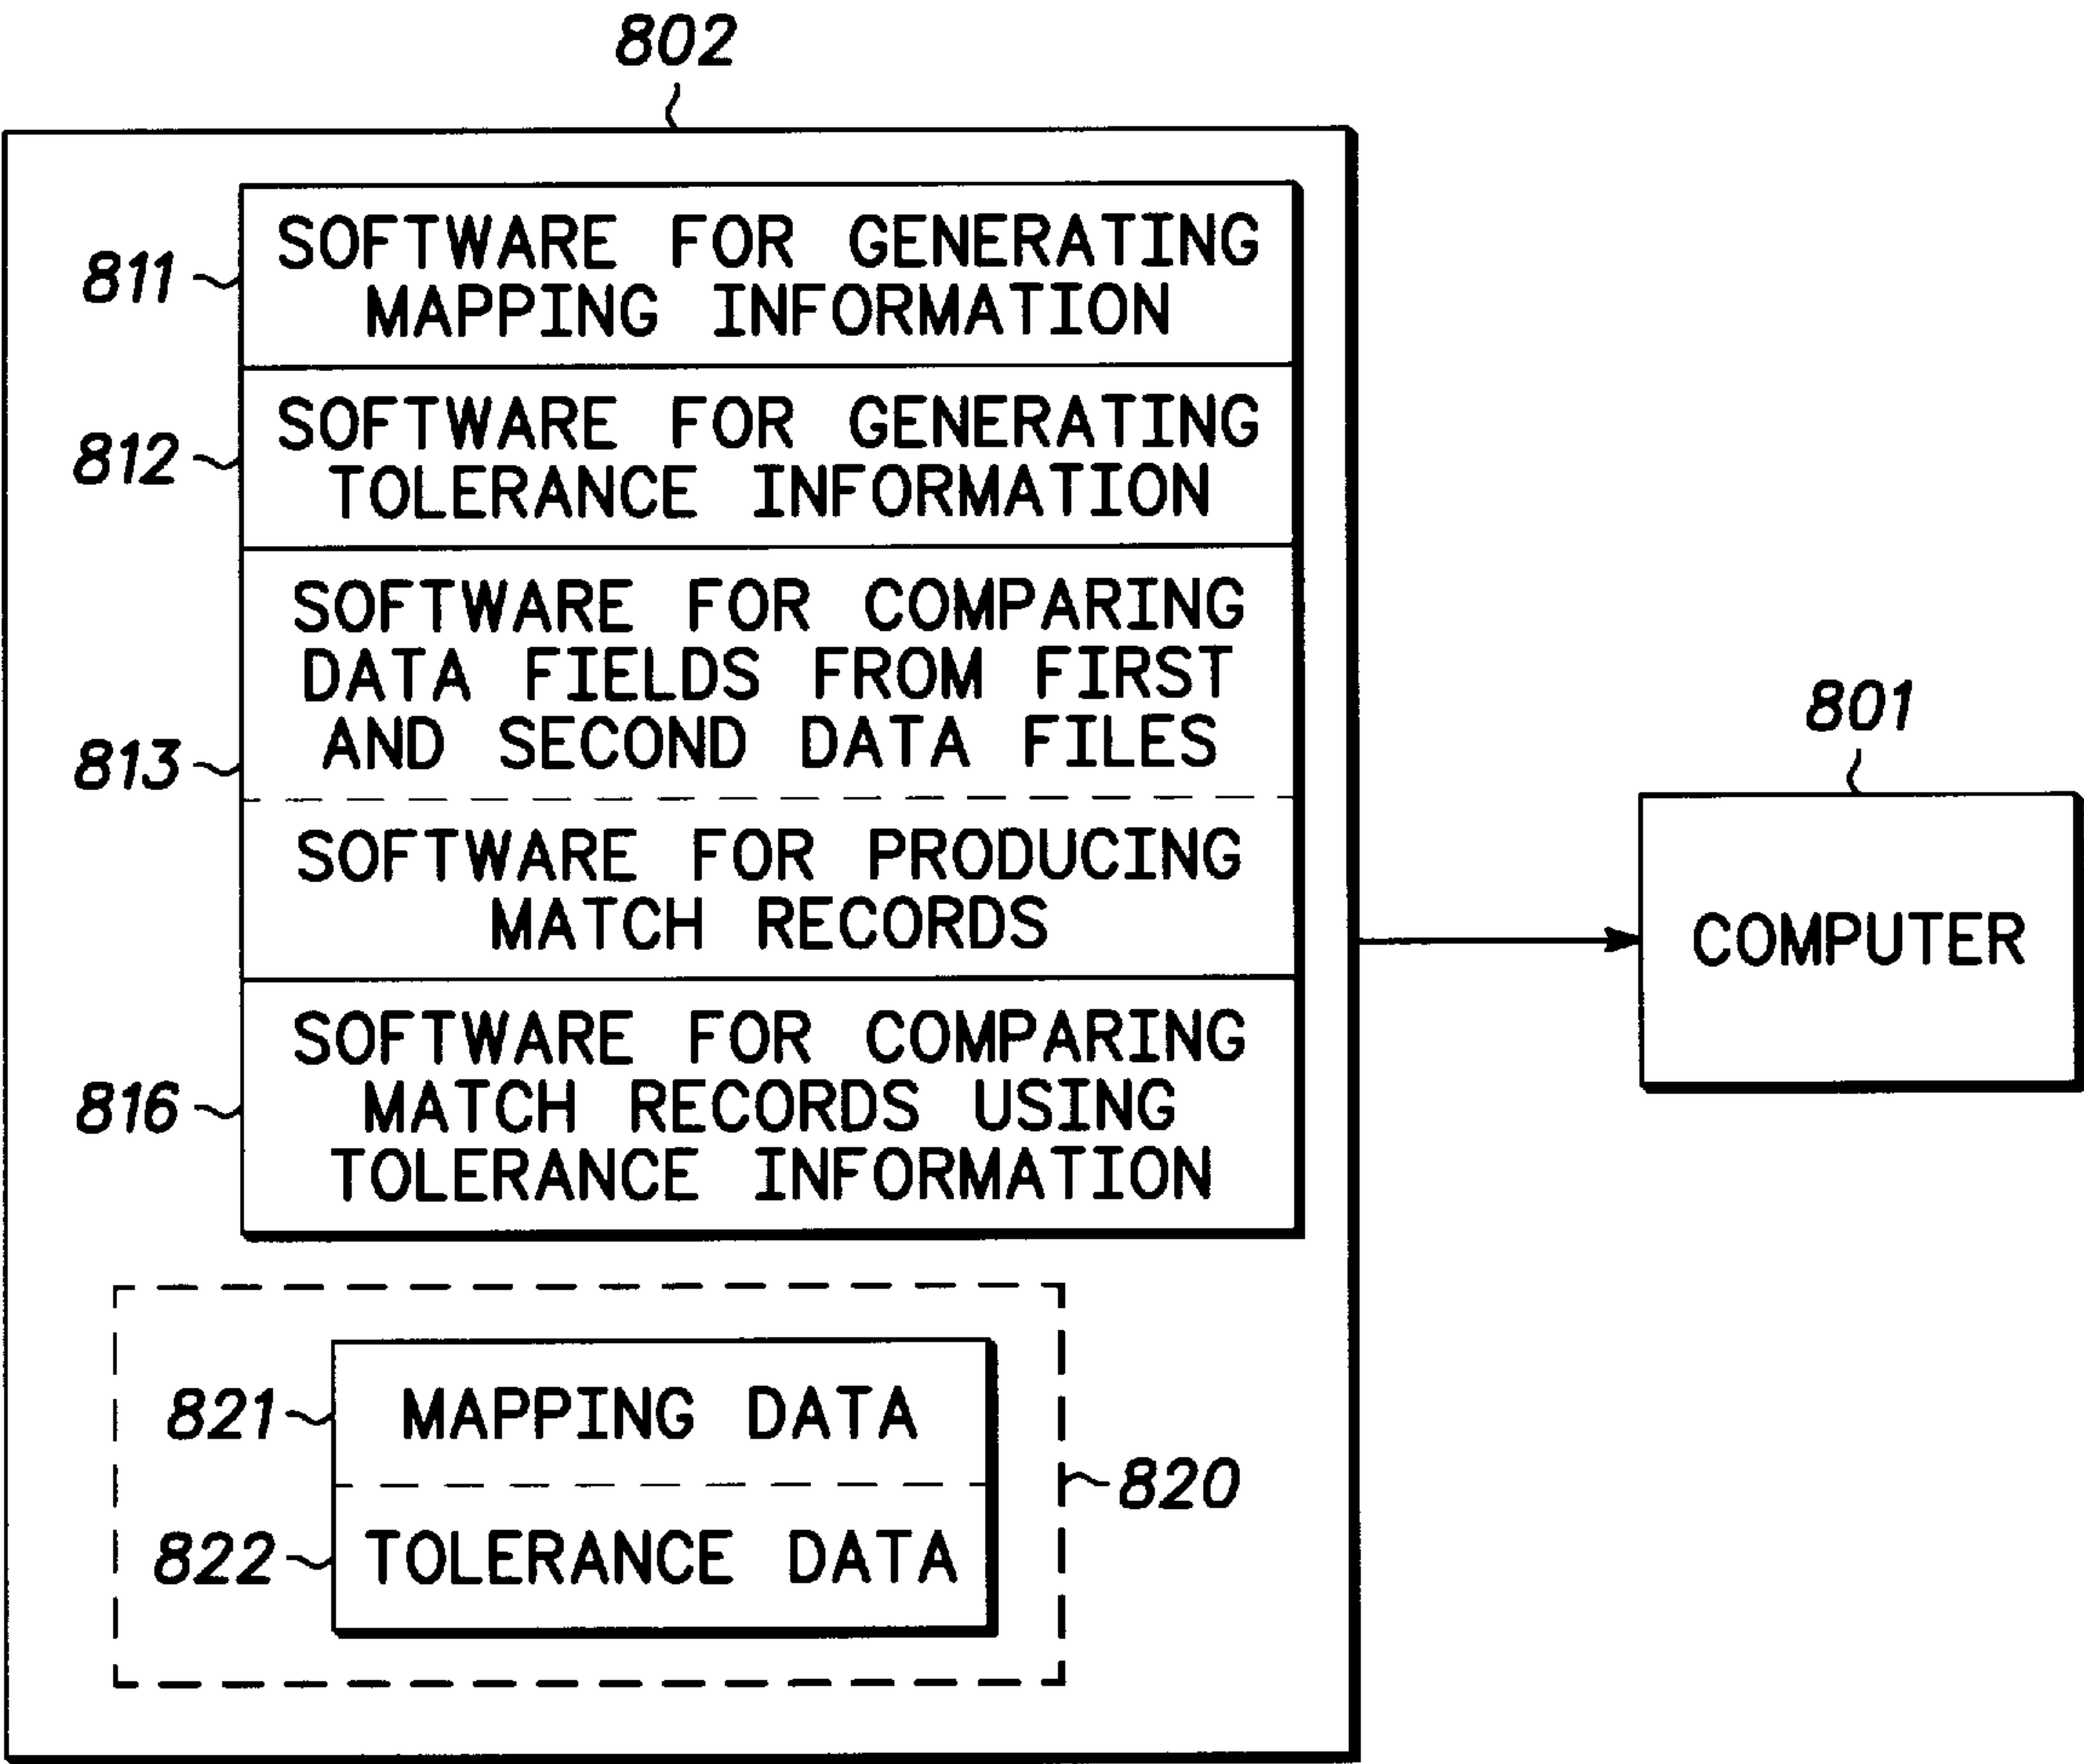 802
811
SOFTWARE FOR GENERATING
MAPPING INFORMATION
812
SOFTWARE FOR GENERATING
TOLERANCE INFORMATION
813
SOFTWARE FOR COMPARING
DATA FIELDS FROM FIRST
AND SECOND DATA FILES
SOFTWARE FOR PRODUCING
MATCH RECORDS
816
SOFTWARE FOR COMPARING
MATCH RECORDS USING
TOLERANCE INFORMATION
821
MAPPING DATA
822
TOLERANCE DATA
820
801
COMPUTER